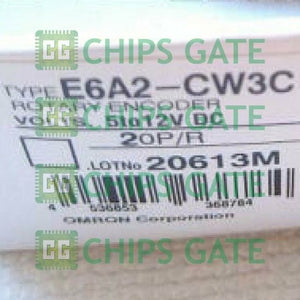 CHIPS GATE
TYPE E6A2-CW3C
ROTARY ENCODER
VOLTS 5to12V DC
20P/R
CHIPS GATE
LOTNo 20613M
4 536853 368784
OMRON Corporation
CHIPS GATE